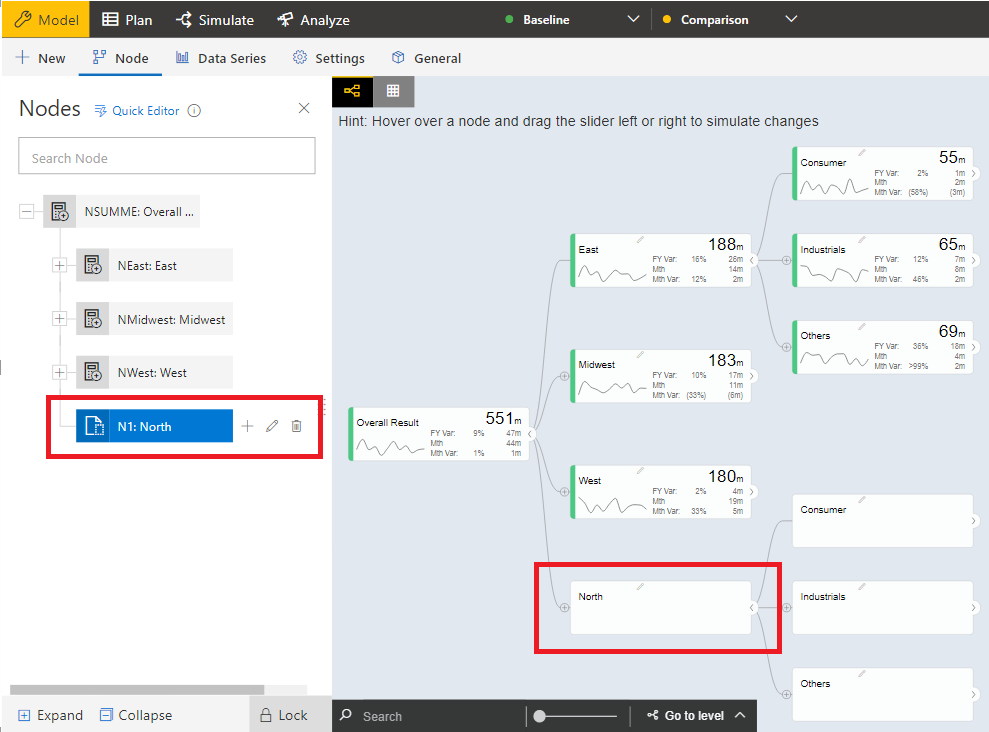 Model Plan Simulate Analyze Baseline Comparison
New Node Data Series Settings General
Nodes Quick Editor
Search Node
NSUMME: Overall ...
NEast: East
NMidwest: Midwest
NWest: West
N1: North
Expand Collapse Lock
Hint: Hover over a node and drag the slider left or right to simulate changes
Overall Result 551m
FY Var: 9% 47m
Mth 44m
Mth Var: 1% 1m
East 188m
FY Var: 16% 26m
Mth 14m
Mth Var: 12% 2m
Midwest 183m
FY Var: 10% 17m
Mth 11m
Mth Var: (33%) (6m)
West 180m
FY Var: 2% 4m
Mth 19m
Mth Var: 33% 5m
North
Consumer 55m
FY Var: 2% 1m
Mth 2m
Mth Var: (58%) (3m)
Industrials 65m
FY Var: 12% 7m
Mth 8m
Mth Var: 46% 2m
Others 69m
FY Var: 36% 18m
Mth 4m
Mth Var: >99% 2m
Consumer
Industrials
Others
Search Go to level